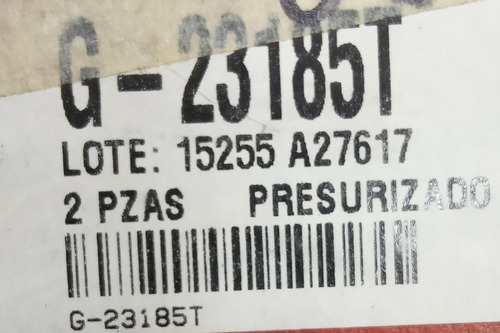 G-23185T
LOTE: 15255 A27617
2 PZAS PRESURIZADO
G-23185T